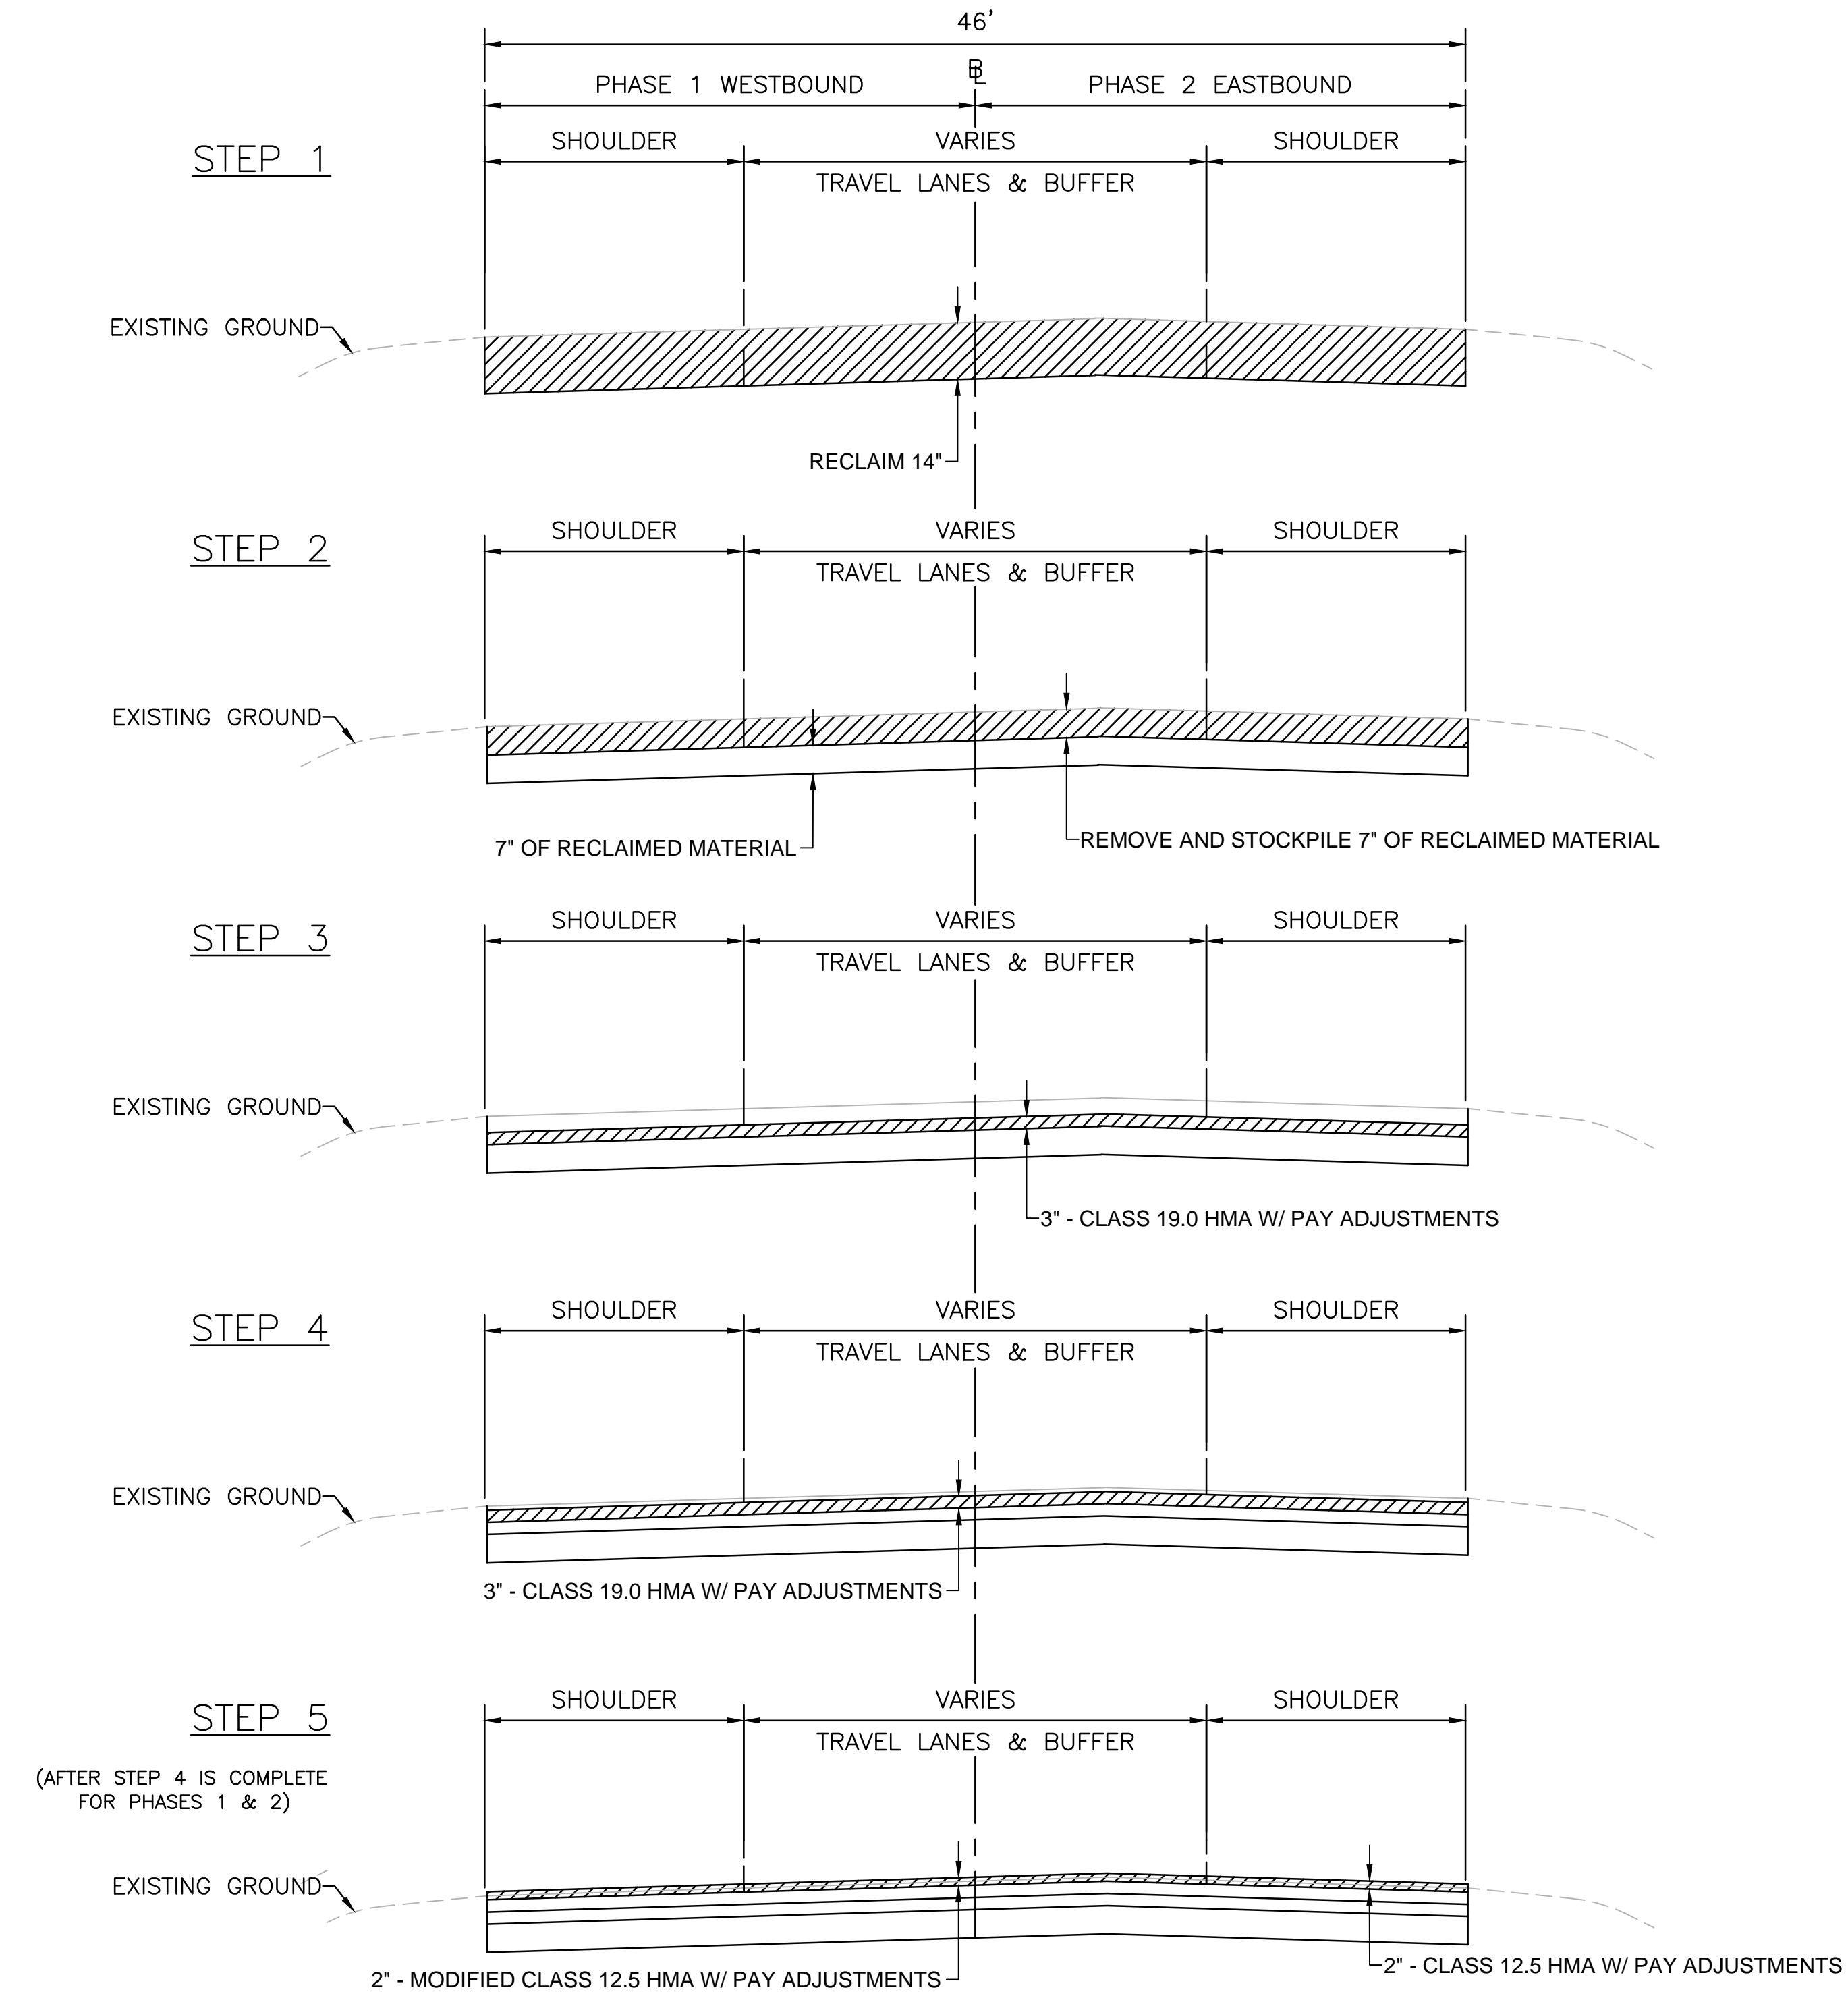 46'
BL
PHASE 1 WESTBOUND
PHASE 2 EASTBOUND
STEP 1
SHOULDER
VARIES
SHOULDER
TRAVEL LANES & BUFFER
EXISTING GROUND
RECLAIM 14"
STEP 2
SHOULDER
VARIES
SHOULDER
TRAVEL LANES & BUFFER
EXISTING GROUND
7" OF RECLAIMED MATERIAL
REMOVE AND STOCKPILE 7" OF RECLAIMED MATERIAL
STEP 3
SHOULDER
VARIES
SHOULDER
TRAVEL LANES & BUFFER
EXISTING GROUND
3" - CLASS 19.0 HMA W/ PAY ADJUSTMENTS
STEP 4
SHOULDER
VARIES
SHOULDER
TRAVEL LANES & BUFFER
EXISTING GROUND
3" - CLASS 19.0 HMA W/ PAY ADJUSTMENTS
STEP 5
SHOULDER
VARIES
SHOULDER
TRAVEL LANES & BUFFER
(AFTER STEP 4 IS COMPLETE
FOR PHASES 1 & 2)
EXISTING GROUND
2" - MODIFIED CLASS 12.5 HMA W/ PAY ADJUSTMENTS
2" - CLASS 12.5 HMA W/ PAY ADJUSTMENTS